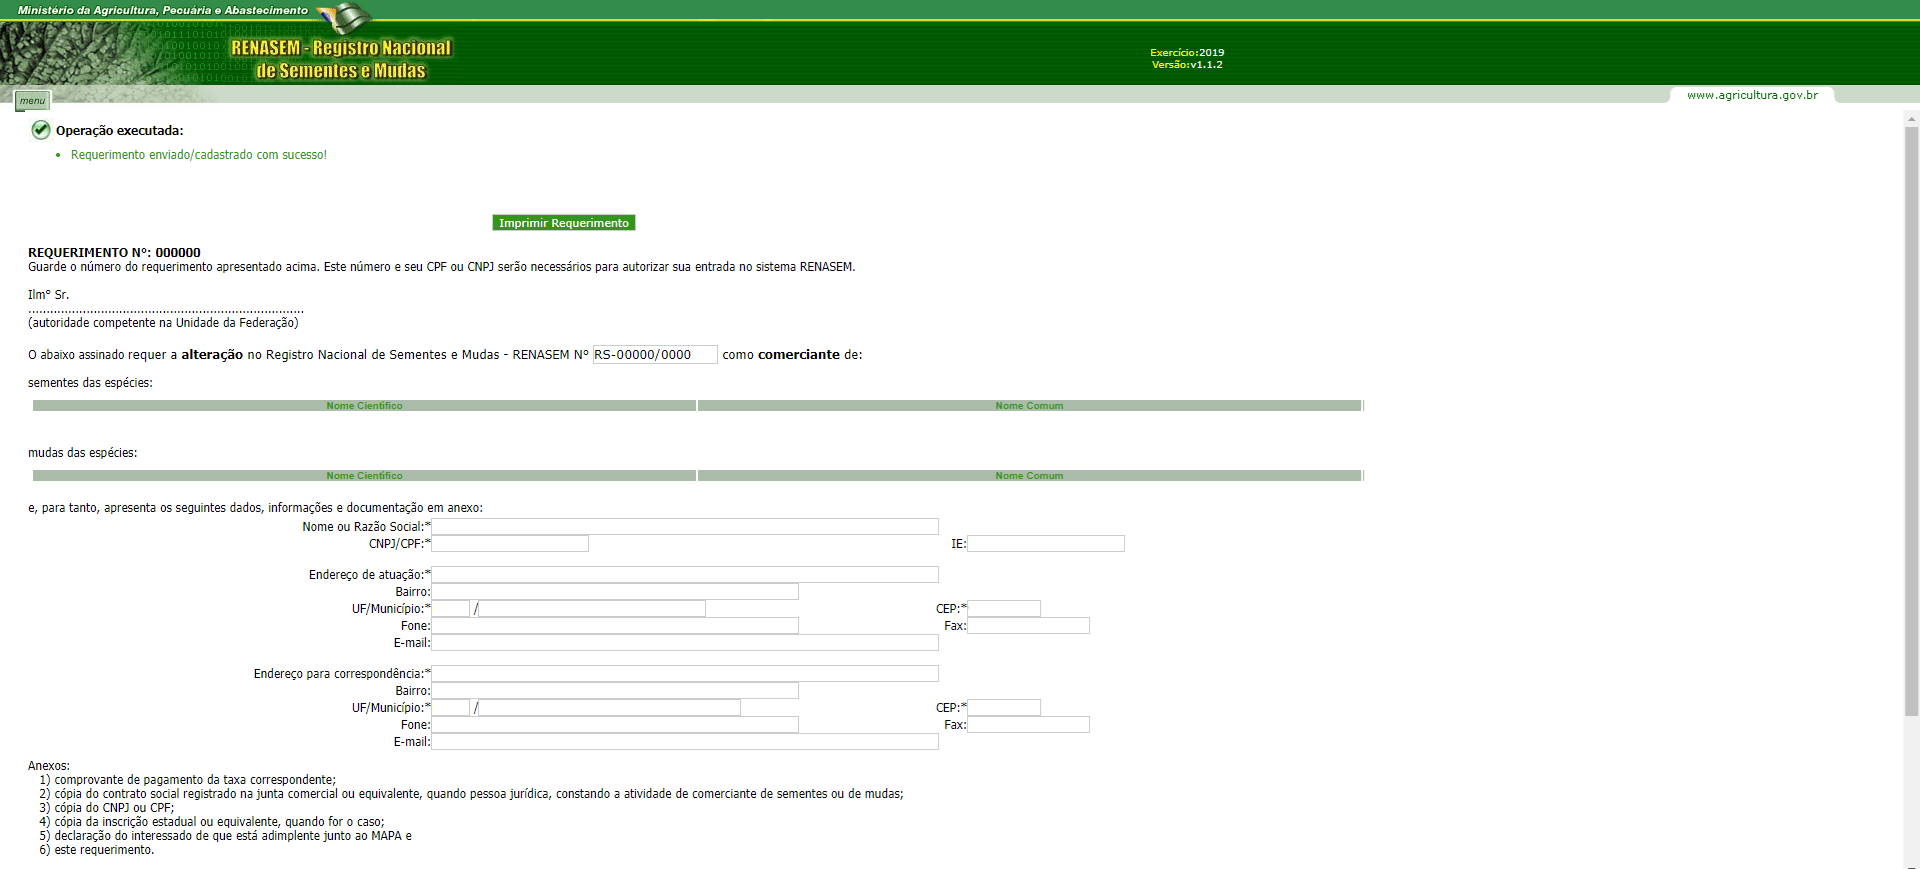 Ministério da Agricultura, Pecuária e Abastecimento
RENASEM - Registro Nacional
de Sementes e Mudas
Exercício:2019
Versão:v1.1.2
menu
www.agricultura.gov.br
Operação executada:
• Requerimento enviado/cadastrado com sucesso!
Imprimir Requerimento
REQUERIMENTO Nº: 000000
Guarde o número do requerimento apresentado acima. Este número e seu CPF ou CNPJ serão necessários para autorizar sua entrada no sistema RENASEM.
Ilmº Sr.
............................................................................
(autoridade competente na Unidade da Federação)
O abaixo assinado requer a alteração no Registro Nacional de Sementes e Mudas - RENASEM Nº RS-00000/0000 como comerciante de:
sementes das espécies:
Nome Científico Nome Comum
mudas das espécies:
Nome Científico Nome Comum
e, para tanto, apresenta os seguintes dados, informações e documentação em anexo:
Nome ou Razão Social:*
CNPJ/CPF:* IE:
Endereço de atuação:*
Bairro:
UF/Município:* / CEP:*
Fone: Fax:
E-mail:
Endereço para correspondência:*
Bairro:
UF/Município:* / CEP:*
Fone: Fax:
E-mail:
Anexos:
1) comprovante de pagamento da taxa correspondente;
2) cópia do contrato social registrado na junta comercial ou equivalente, quando pessoa jurídica, constando a atividade de comerciante de sementes ou de mudas;
3) cópia do CNPJ ou CPF;
4) cópia da inscrição estadual ou equivalente, quando for o caso;
5) declaração do interessado de que está adimplente junto ao MAPA e
6) este requerimento.